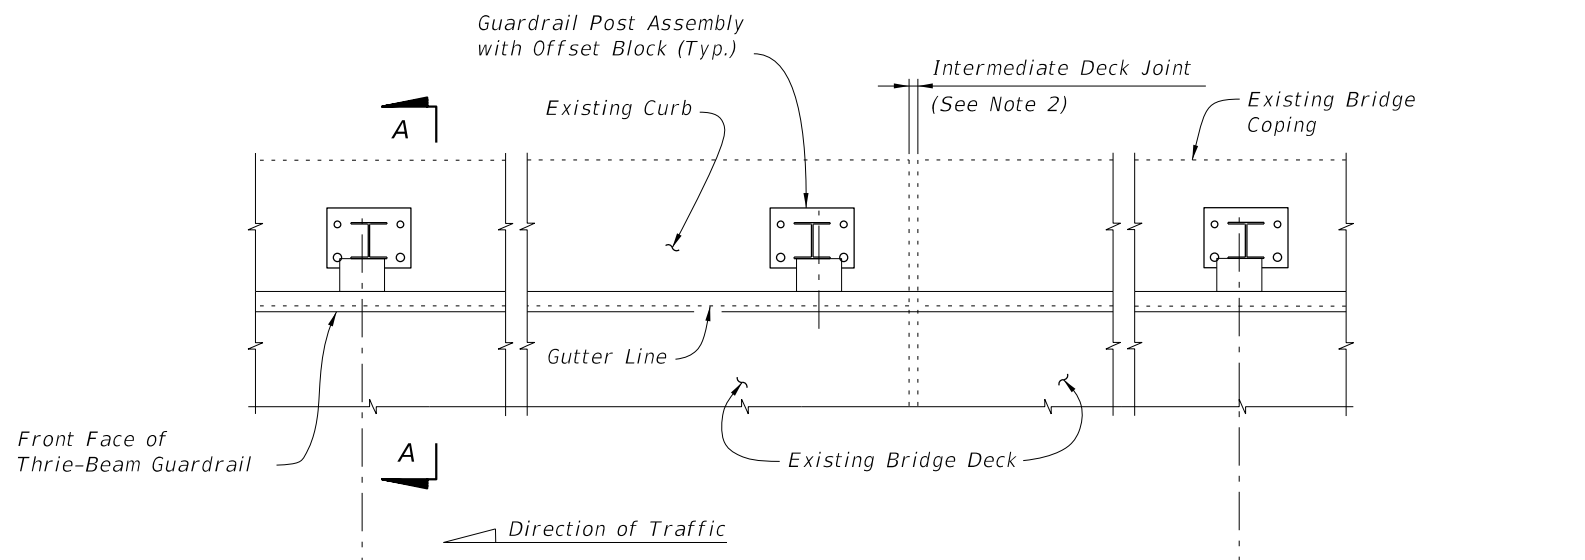 Guardrail Post Assembly
with Offset Block (Typ.)
Intermediate Deck Joint
(See Note 2)
Existing Bridge
Coping
Existing Curb
A
Gutter Line
Front Face of
Thrie-Beam Guardrail
A
Existing Bridge Deck
Direction of Traffic